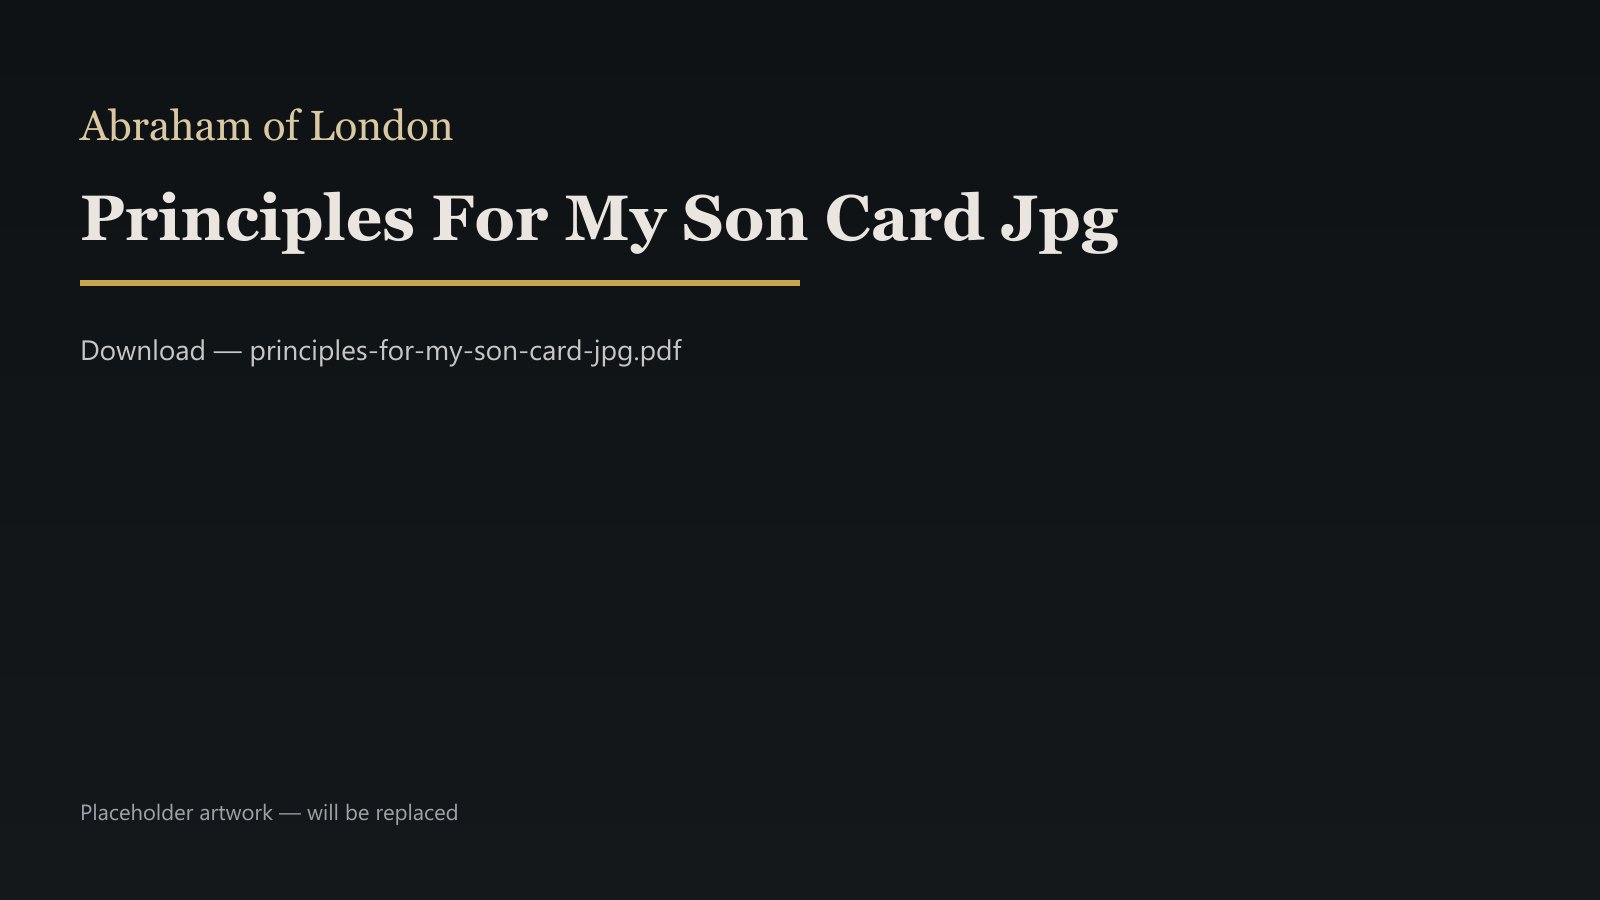 Abraham of London
Principles For My Son Card Jpg
Download — principles-for-my-son-card-jpg.pdf
Placeholder artwork — will be replaced